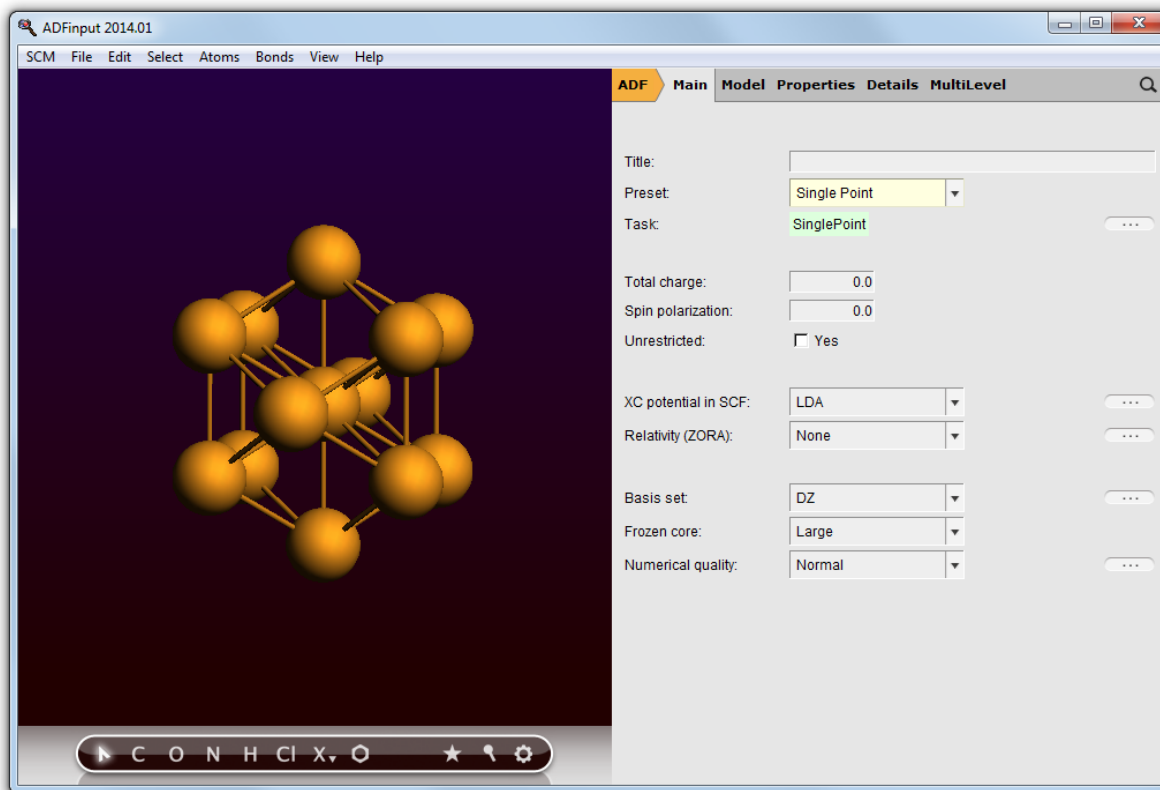 ADFinput 2014.01
SCM File Edit Select Atoms Bonds View Help
ADF Main Model Properties Details MultiLevel
Title:
Preset: Single Point
Task: SinglePoint
Total charge: 0.0
Spin polarization: 0.0
Unrestricted: Yes
XC potential in SCF: LDA
Relativity (ZORA): None
Basis set: DZ
Frozen core: Large
Numerical quality: Normal
C O N H Cl X